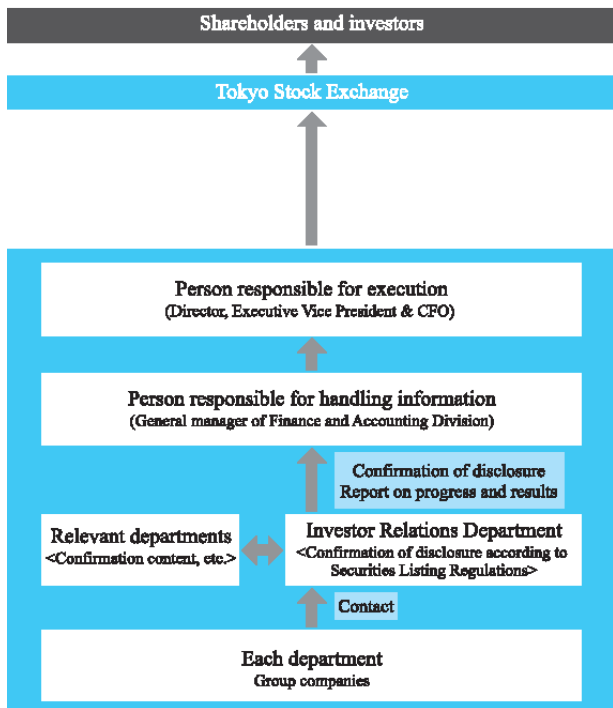 Shareholders and investors
Tokyo Stock Exchange
Person responsible for execution
(Director, Executive Vice President & CFO)
Person responsible for handling information
(General manager of Finance and Accounting Division)
Confirmation of disclosure
Report on progress and results
Relevant departments
<Confirmation content, etc.>
Investor Relations Department
<Confirmation of disclosure according to
Securities Listing Regulations>
Contact
Each department
Group companies